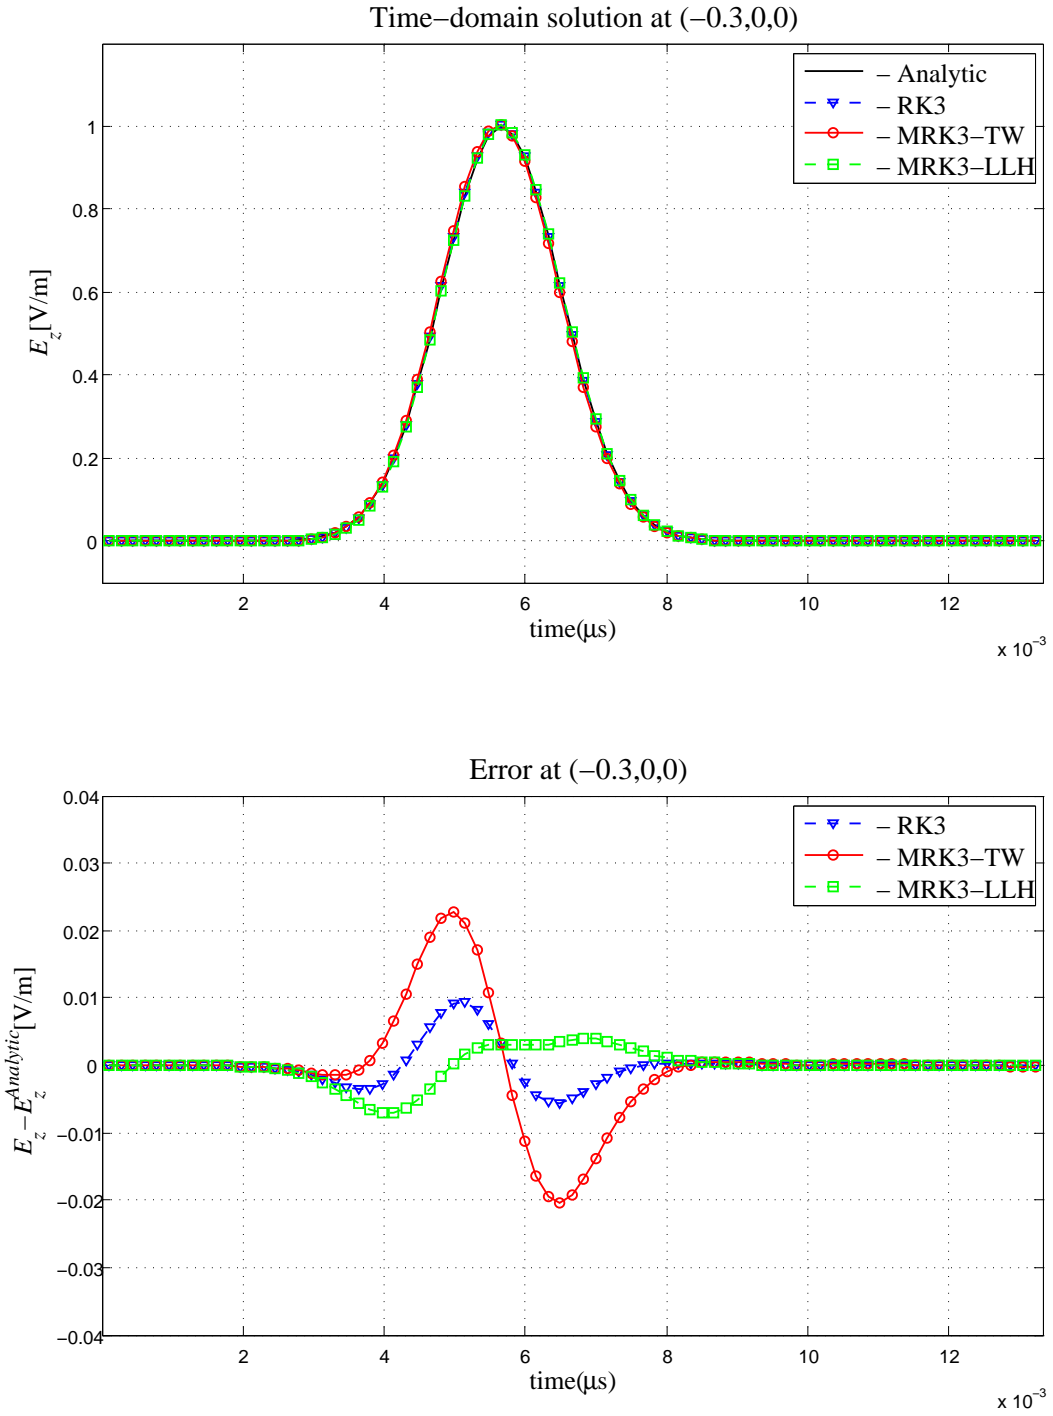 Time−domain solution at (−0.3,0,0)
− Analytic
− RK3
− MRK3−TW
− MRK3−LLH
1
0.8
0.6
0.4
0.2
0
E_z[V/m]
2 4 6 8 10 12
time(μs)
x 10^−3
Error at (−0.3,0,0)
− RK3
− MRK3−TW
− MRK3−LLH
0.04
0.03
0.02
0.01
0
−0.01
−0.02
−0.03
−0.04
E_z−E_z^Analytic[V/m]
2 4 6 8 10 12
time(μs)
x 10^−3